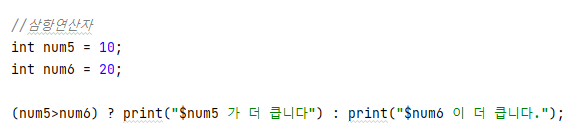 //삼항연산자
int num5 = 10;
int num6 = 20;
(num5>num6) ? print("$num5 가 더 큽니다") : print("$num6 이 더 큽니다.");